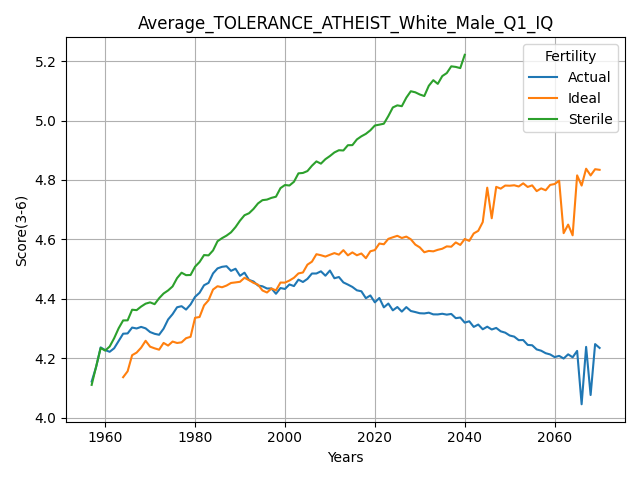 Average_TOLERANCE_ATHEIST_White_Male_Q1_IQ
Fertility
Actual
Ideal
Sterile
Score(3-6)
5.2
5.0
4.8
4.6
4.4
4.2
4.0
1960 1980 2000 2020 2040 2060
Years